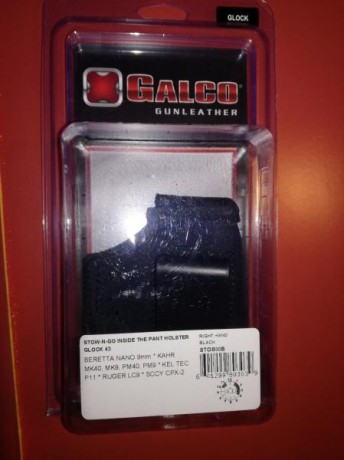 GLOCK
GALCO
GUNLEATHER
STOW-N-GO INSIDE THE PANT HOLSTER
GLOCK 43
RIGHT HAND
BLACK
STG800B
BERETTA NANO 9mm * KAHR
MK40, MK9, PM40, PM9 * KEL TEC
P11 * RUGER LC9 * SCCY CPX-2